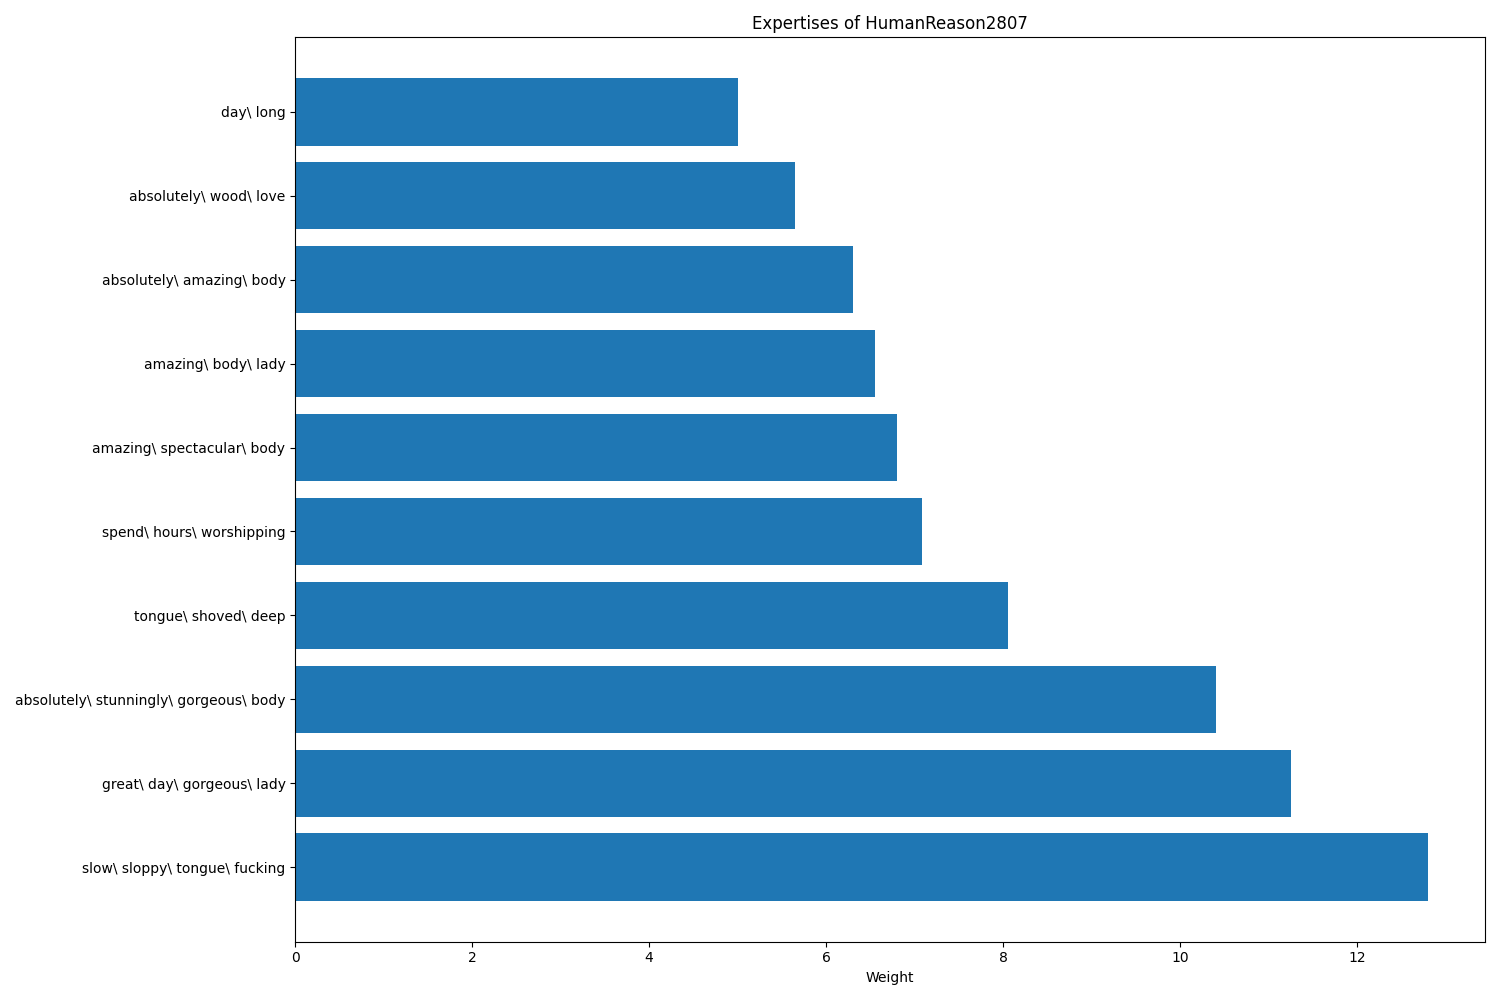 Expertises of HumanReason2807
day\ long
absolutely\ wood\ love
absolutely\ amazing\ body
amazing\ body\ lady
amazing\ spectacular\ body
spend\ hours\ worshipping
tongue\ shoved\ deep
absolutely\ stunningly\ gorgeous\ body
great\ day\ gorgeous\ lady
slow\ sloppy\ tongue\ fucking
0 2 4 6 8 10 12
Weight